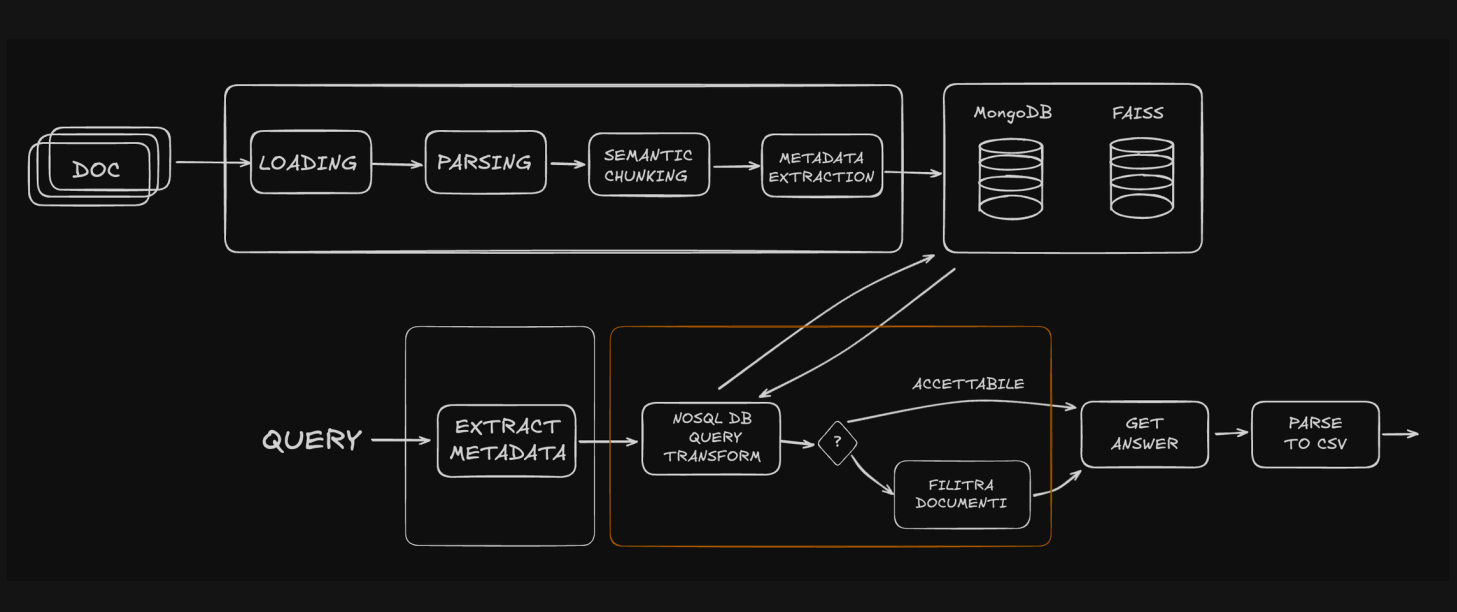 DOC
LOADING
PARSING
SEMANTIC
CHUNKING
METADATA
EXTRACTION
MongoDB
FAISS
QUERY
EXTRACT
METADATA
NOSQL DB
QUERY
TRANSFORM
?
ACCETTABILE
FILITRA
DOCUMENTI
GET
ANSWER
PARSE
TO CSV